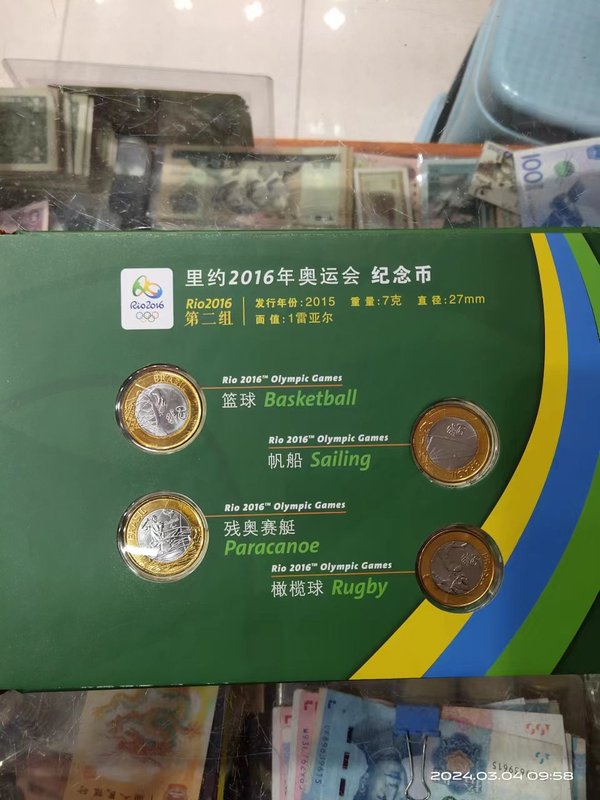 100
里约2016年奥运会 纪念币
Rio2016
Rio2016
第二组
发行年份:2015 重量:7克 直径:27mm
面值:1雷亚尔
BRASIL
Rio 2016™ Olympic Games
篮球 Basketball
Rio 2016™ Olympic Games
帆船 Sailing
BRASIL
Rio 2016™ Olympic Games
残奥赛艇
Paracanoe
Rio 2016™ Olympic Games
橄榄球 Rugby
2024.03.04 09:58